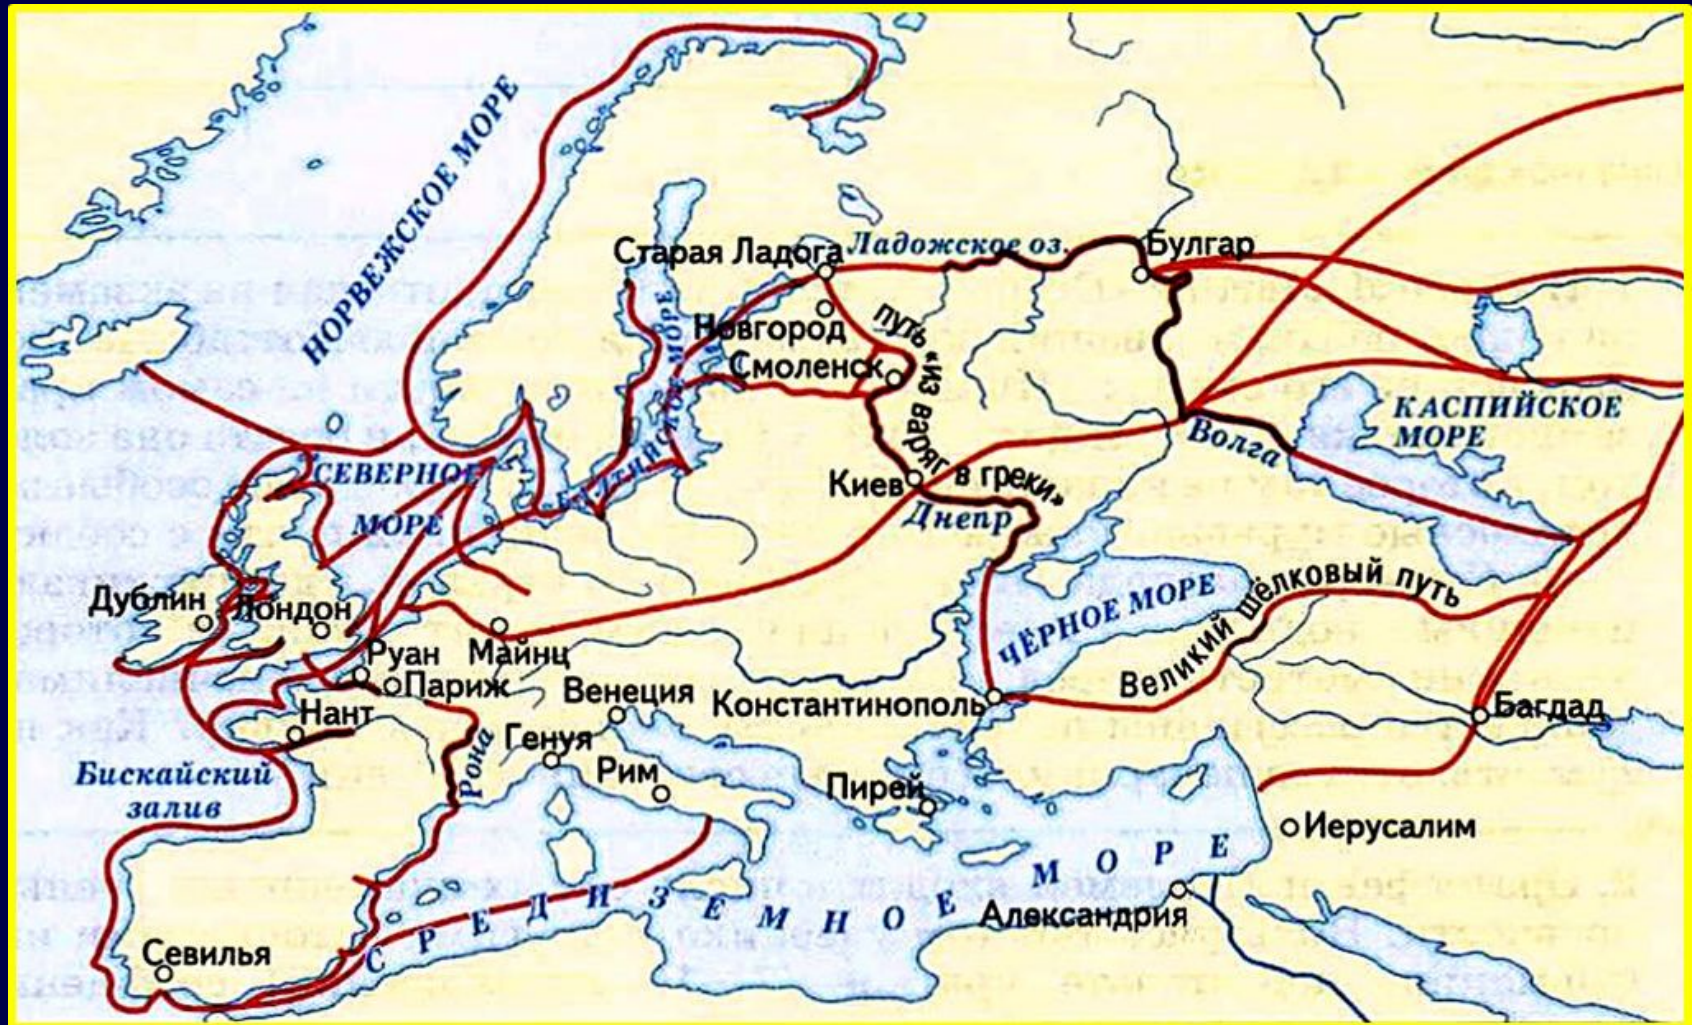 НОРВЕЖСКОЕ МОРЕ
Старая Ладога
Ладожское оз.
Булгар
Новгород
БАЛТИЙСКОЕ МОРЕ
Смоленск
путь «из варяг в греки»
КАСПИЙСКОЕ
МОРЕ
Волга
СЕВЕРНОЕ
МОРЕ
Киев
Днепр
Дублин
Лондон
ЧЁРНОЕ МОРЕ
Великий шёлковый путь
Руан
Майнц
Париж
Венеция
Константинополь
Багдад
Нант
Генуя
Рона
Бискайский
залив
Рим
Пирей
Иерусалим
СРЕДИЗЕМНОЕ МОРЕ
Александрия
Севилья